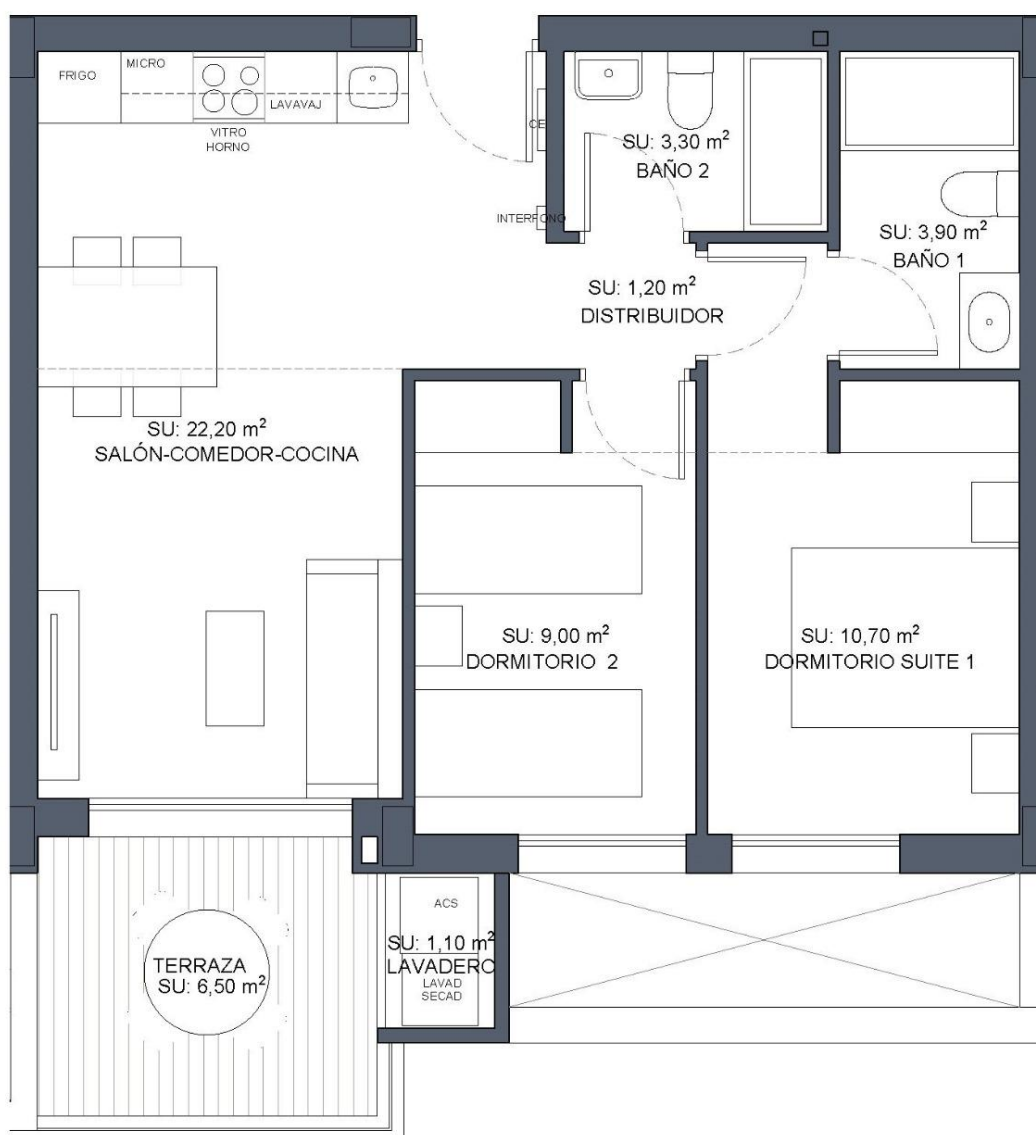 FRIGO
MICRO
LAVAVAJ
VITRO
HORNO
SU: 3,30 m²
BAÑO 2
INTERFONO
SU: 3,90 m²
BAÑO 1
SU: 1,20 m²
DISTRIBUIDOR
SU: 22,20 m²
SALÓN-COMEDOR-COCINA
SU: 9,00 m²
DORMITORIO 2
SU: 10,70 m²
DORMITORIO SUITE 1
ACS
SU: 1,10 m²
LAVADERO
LAVAD
SECAD
TERRAZA
SU: 6,50 m²